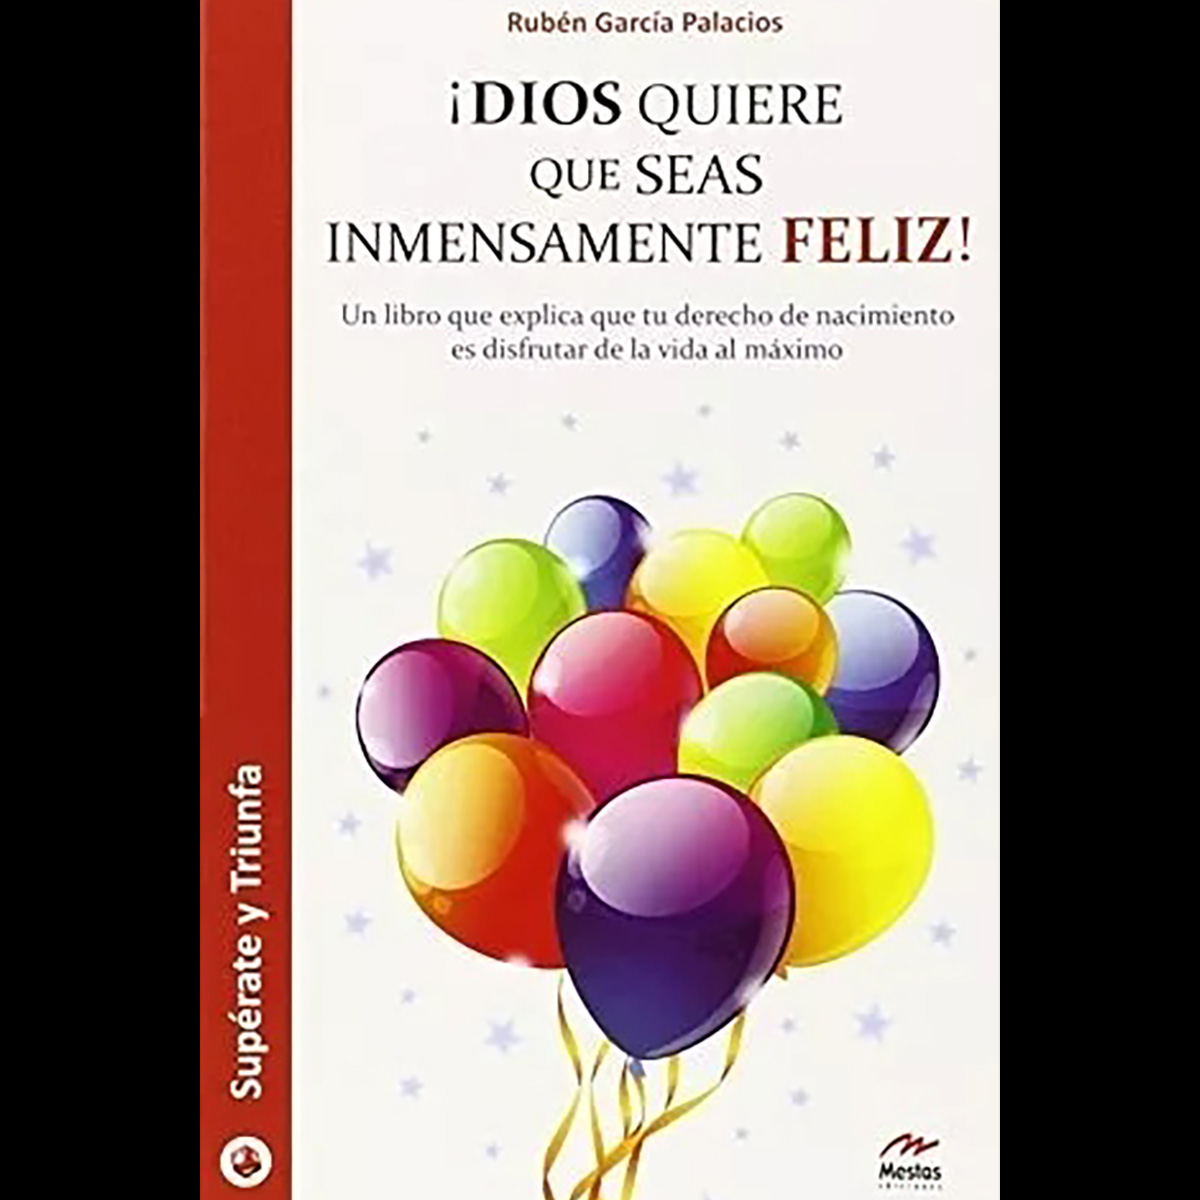 Rubén García Palacios
¡DIOS QUIERE
QUE SEAS
INMENSAMENTE FELIZ!
Un libro que explica que tu derecho de nacimiento
es disfrutar de la vida al máximo
Supérate y Triunfa
Mestas
ediciones